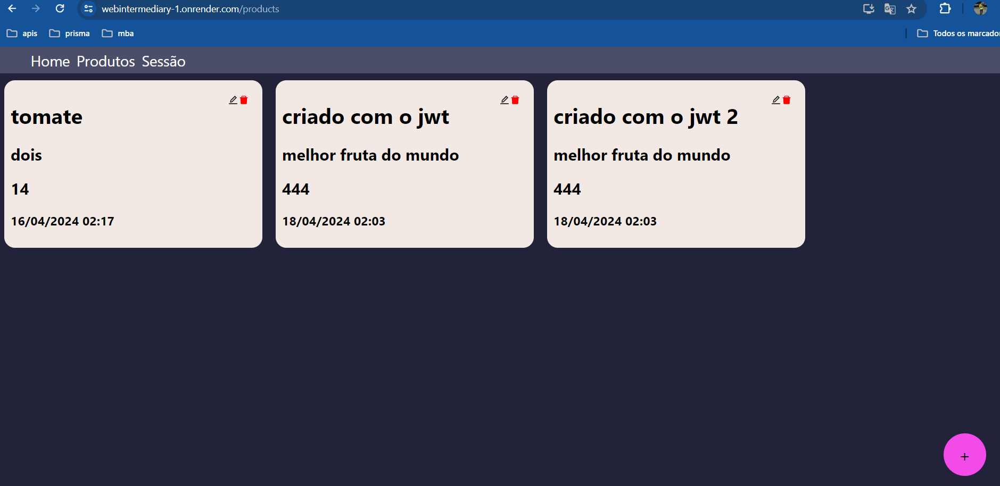 webintermediary-1.onrender.com/products
apis prisma mba Todos os marcado
Home Produtos Sessão
tomate
dois
14
16/04/2024 02:17
criado com o jwt
melhor fruta do mundo
444
18/04/2024 02:03
criado com o jwt 2
melhor fruta do mundo
444
18/04/2024 02:03
+